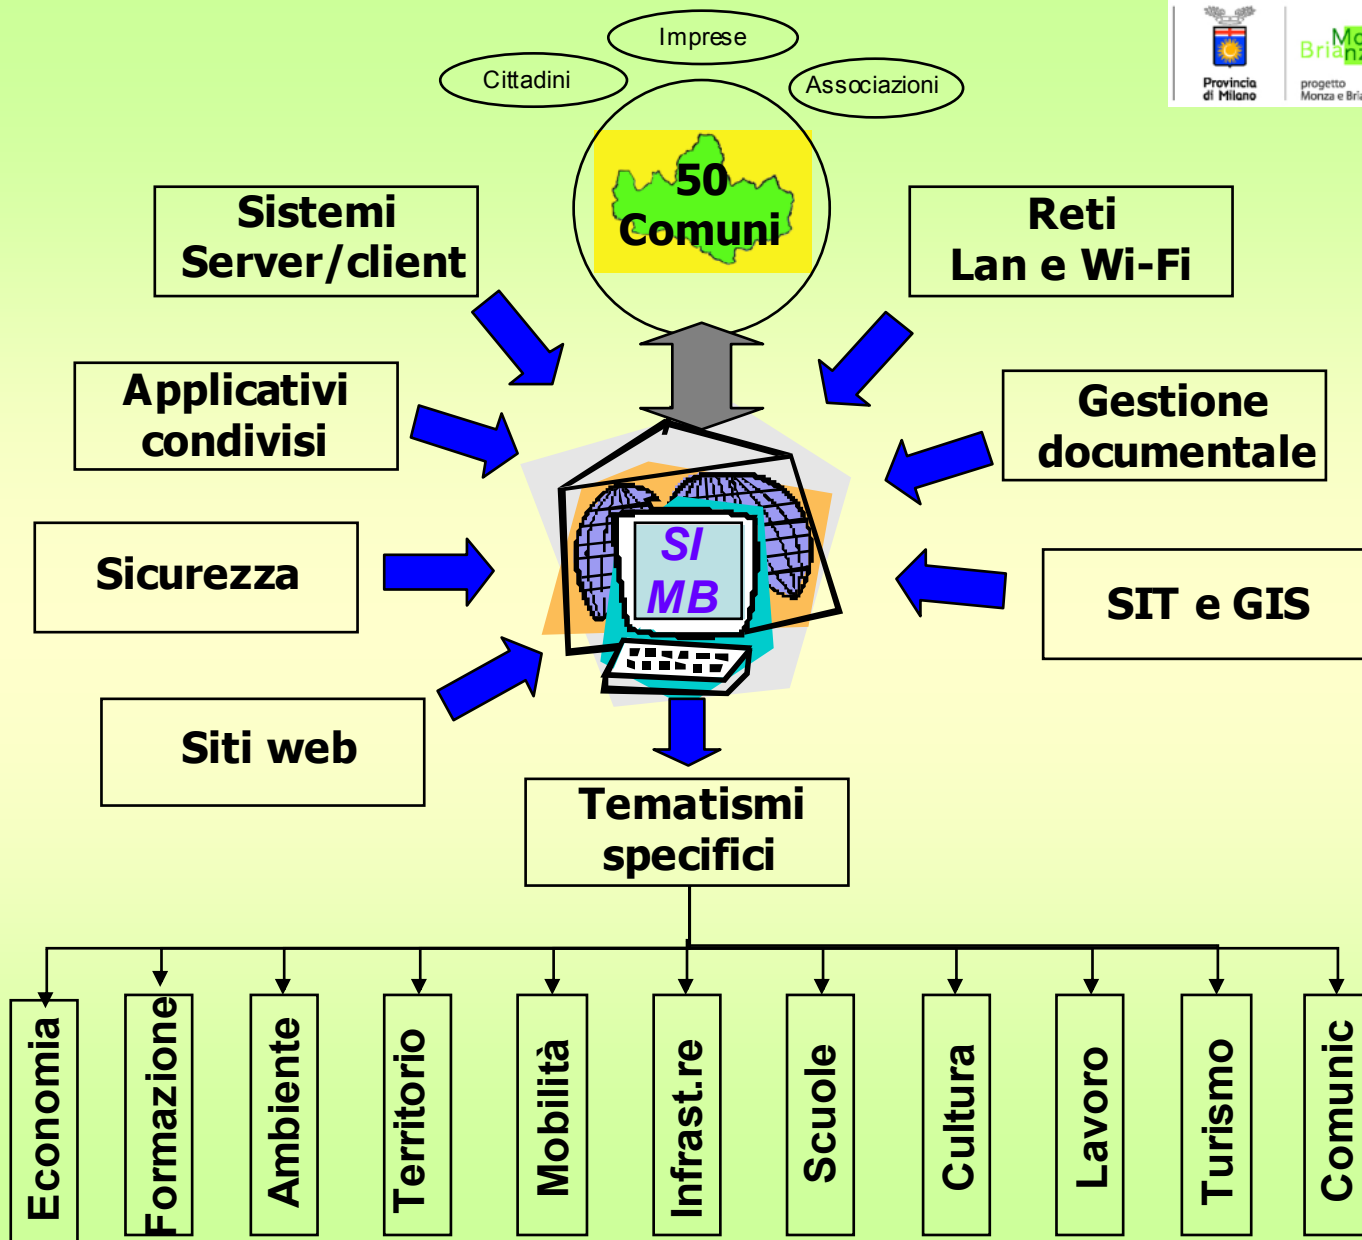 Imprese
Cittadini
Associazioni
Provincia
di Milano
progetto
50
Comuni
Sistemi
Server/client
Reti
Lan e Wi-Fi
Applicativi
condivisi
Gestione
documentale
Sicurezza
SI
MB
SIT e GIS
Siti web
Tematismi
specifici
Economia
Formazione
Ambiente
Territorio
Mobilità
Infrast.re
Scuole
Cultura
Lavoro
Turismo
Comunic